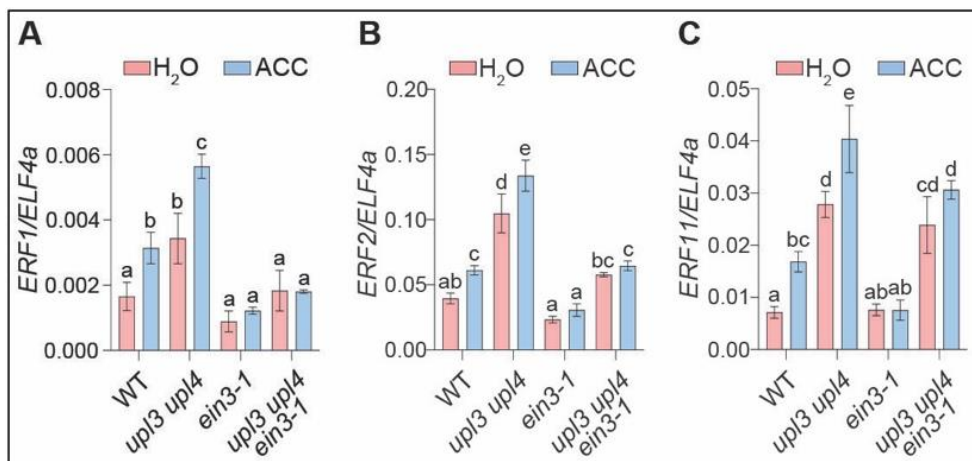 A
H₂O ACC
ERF1/ELF4a
0.008
0.006
0.004
0.002
0.000
a
b
b
c
a
a
a
a
WT
upl3 upl4
ein3-1
upl3 upl4
ein3-1
B
H₂O ACC
ERF2/ELF4a
0.20
0.15
0.10
0.05
0.00
ab
c
d
e
a
a
bc
c
WT
upl3 upl4
ein3-1
upl3 upl4
ein3-1
C
H₂O ACC
ERF11/ELF4a
0.05
0.04
0.03
0.02
0.010
0.000
a
bc
d
e
ab
ab
cd
d
WT
upl3 upl4
ein3-1
upl3 upl4
ein3-1